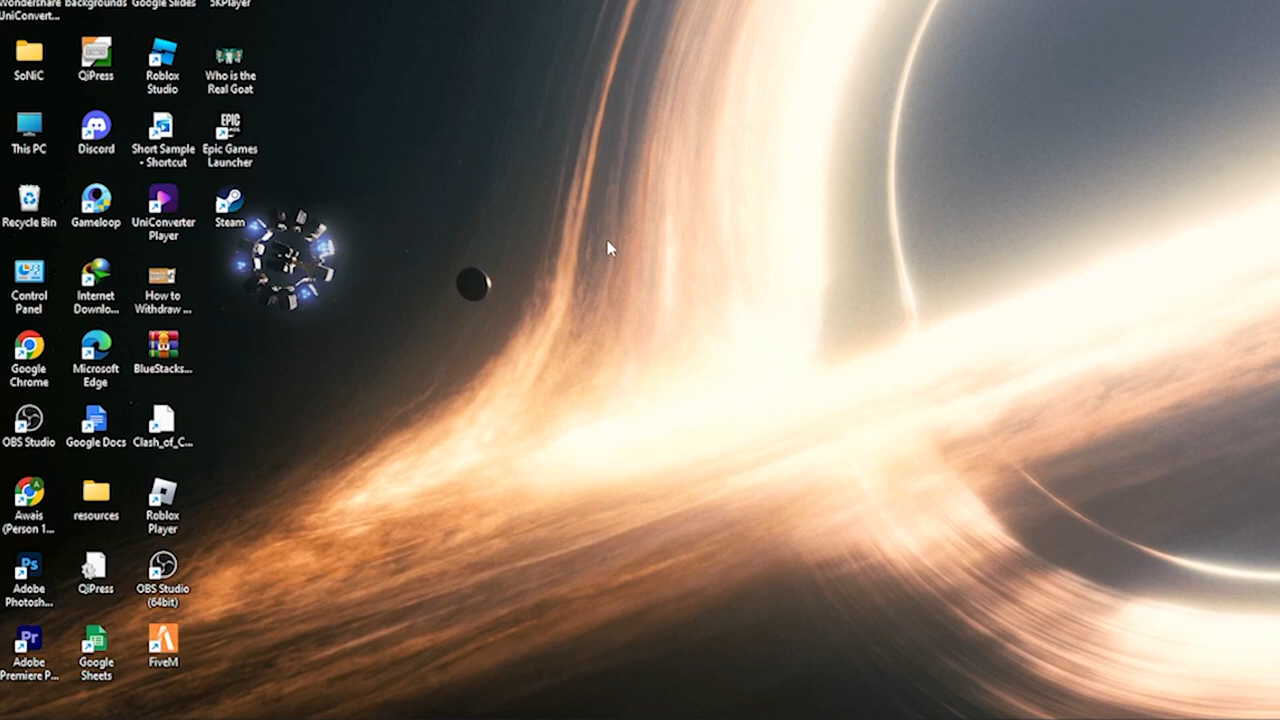 Wondershare
UniConvert...
backgrounds
Google Slides
5KPlayer
SoNiC
QiPress
Roblox
Studio
Who is the
Real Goat
This PC
Discord
Short Sample
- Shortcut
EPIC
Epic Games
Launcher
Recycle Bin
Gameloop
UniConverter
Player
Steam
Control
Panel
Internet
Downlo...
How to
Withdraw ...
Google
Chrome
Microsoft
Edge
BlueStacks...
OBS Studio
Google Docs
Clash_of_C...
A
Awais
(Person 1...
resources
Roblox
Player
Ps
Adobe
Photosh...
QiPress
OBS Studio
(64bit)
Pr
Adobe
Premiere P...
Google
Sheets
FiveM